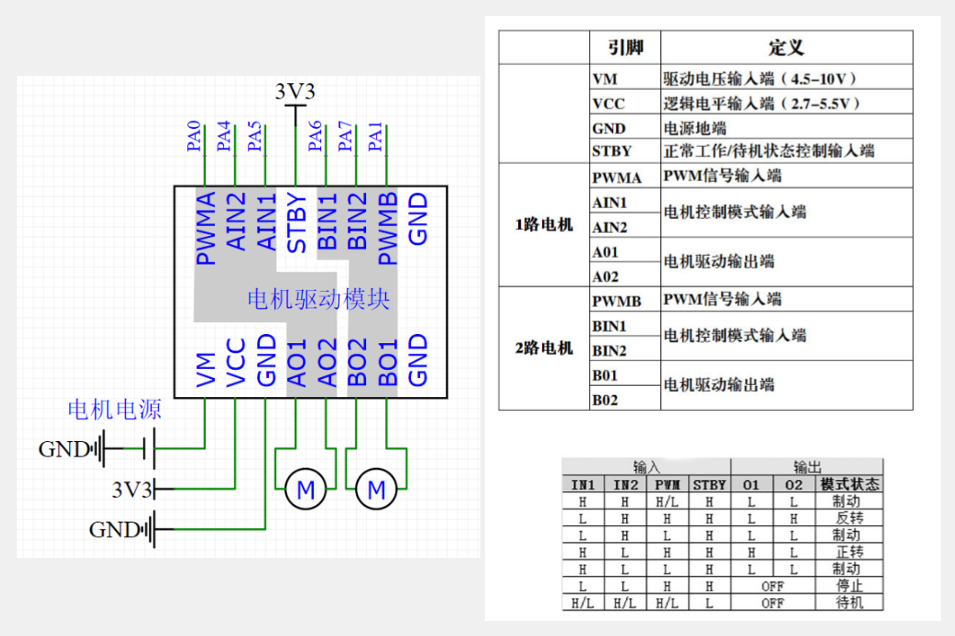 3V3
PA0 PA4 PA5 PA6 PA7 PA1
PWMA AIN2 AIN1 STBY BIN1 BIN2 PWMB GND
电机驱动模块
VM VCC GND AO1 AO2 BO2 BO1 GND
电机电源
GND
M M
3V3
GND
引脚 定义
VM 驱动电压输入端（4.5-10V）
VCC 逻辑电平输入端（2.7-5.5V）
GND 电源地端
STBY 正常工作/待机状态控制输入端
1路电机
PWMA PWM信号输入端
AIN1 电机控制模式输入端
AIN2
A01 电机驱动输出端
A02
2路电机
PWMB PWM信号输入端
BIN1 电机控制模式输入端
BIN2
B01 电机驱动输出端
B02
输入 输出
IN1 IN2 PWM STBY O1 O2 模式状态
H H H/L H L L 制动
L H H H L H 反转
L H L H L L 制动
H L H H H L 正转
H L L H L L 制动
L L H H OFF 停止
H/L H/L H/L L OFF 待机